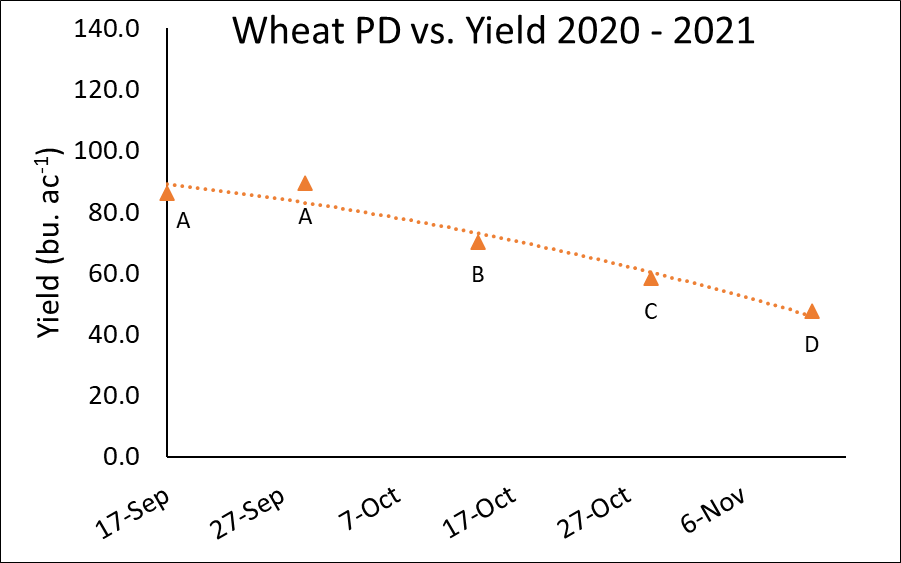 Wheat PD vs. Yield 2020 - 2021
140.0
120.0
100.0
80.0
60.0
40.0
20.0
0.0
Yield (bu. ac⁻¹)
A
A
B
C
D
17-Sep
27-Sep
7-Oct
17-Oct
27-Oct
6-Nov